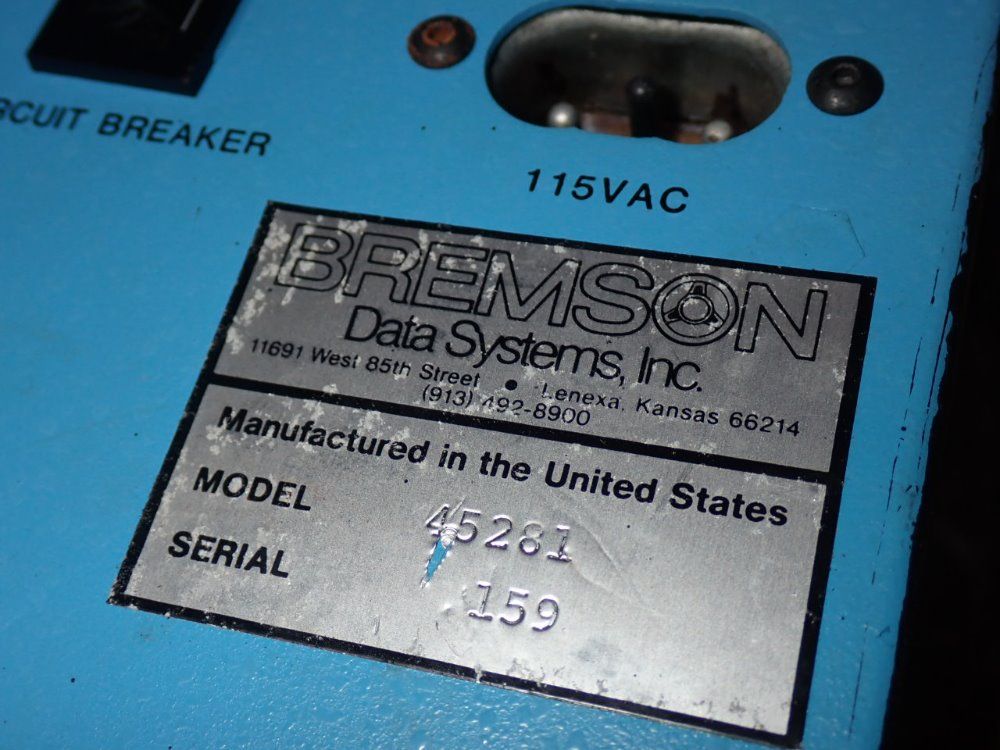 RCUIT BREAKER
115VAC
BREMSON
Data Systems, Inc.
11691 West 85th Street • Lenexa, Kansas 66214
(913) 492-8900
Manufactured in the United States
MODEL 45281
SERIAL 159